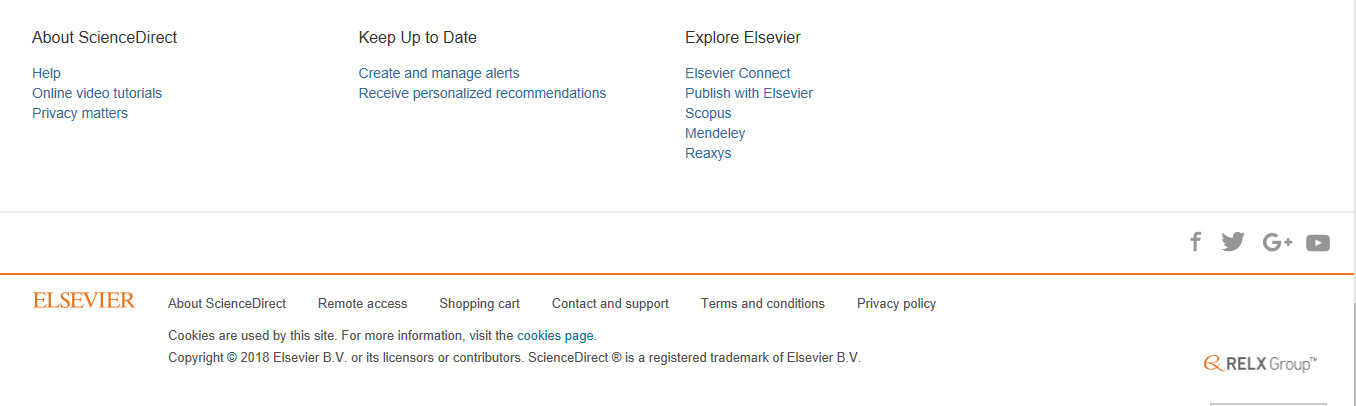 About ScienceDirect
Help
Online video tutorials
Privacy matters
Keep Up to Date
Create and manage alerts
Receive personalized recommendations
Explore Elsevier
Elsevier Connect
Publish with Elsevier
Scopus
Mendeley
Reaxys
f G+
ELSEVIER About ScienceDirect Remote access Shopping cart Contact and support Terms and conditions Privacy policy
Cookies are used by this site. For more information, visit the cookies page.
Copyright © 2018 Elsevier B.V. or its licensors or contributors. ScienceDirect ® is a registered trademark of Elsevier B.V.
RELX Group™